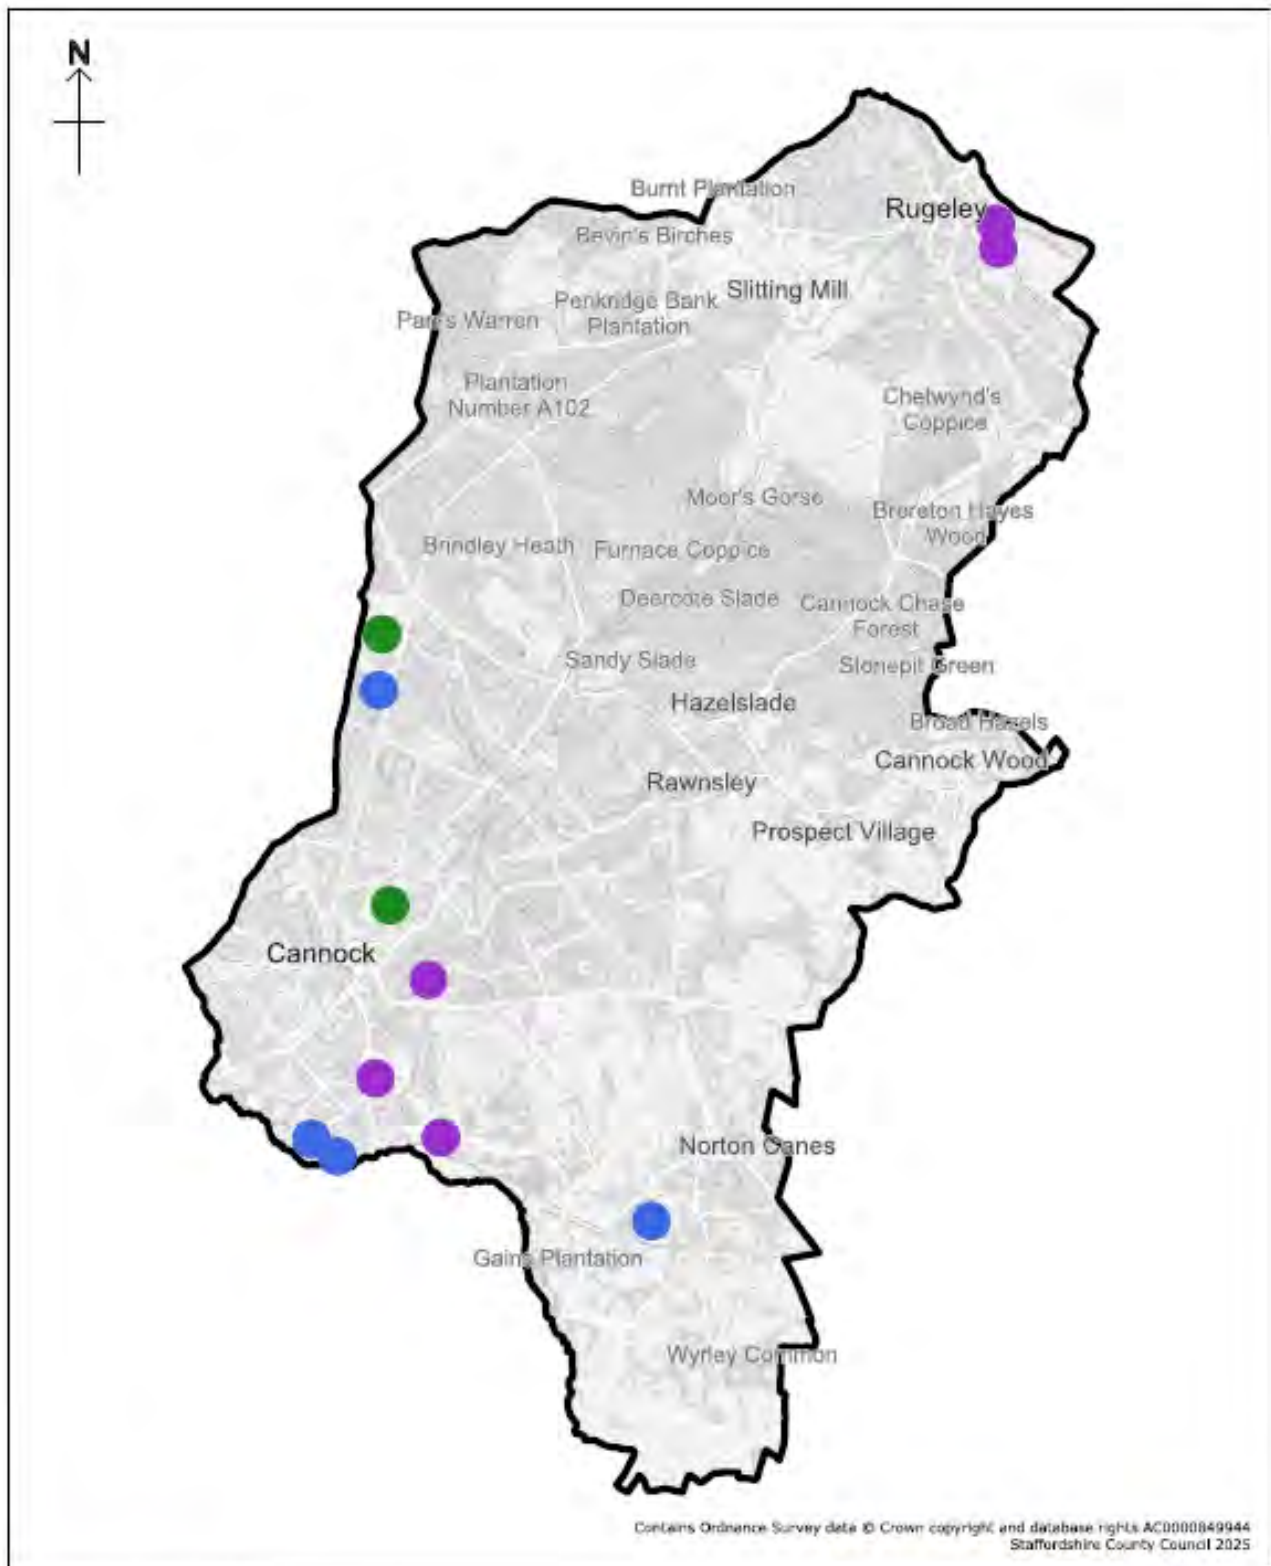 N
Burnt Plantation
Rugeley
Bevin's Birches
Slitting Mill
Penkridge Bank
Plantation
Parr's Warren
Plantation
Number A102
Chetwynd's
Coppice
Moor's Gorse
Brereton Hayes
Wood
Brindley Heath
Furnace Coppice
Deercote Slade
Cannock Chase
Forest
Sandy Slade
Stonepit Green
Hazelslade
Broad Hazels
Cannock Wood
Rawnsley
Prospect Village
Cannock
Norton Canes
Gains Plantation
Wyrley Common
Contains Ordnance Survey data © Crown copyright and database rights AC0000849944
Staffordshire County Council 2025